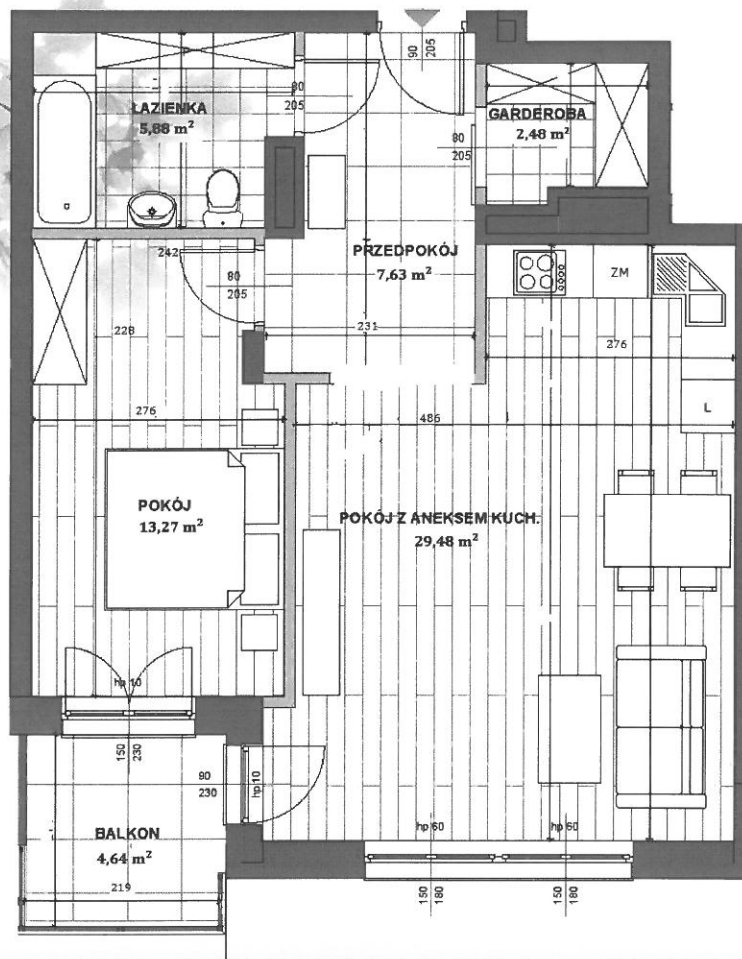 90
205
80
205
ŁAZIENKA
5,88 m²
GARDEROBA
2,48 m²
80
205
PRZEDPOKÓJ
7,63 m²
242
80
205
ZM
231
228
276
276
486
L
POKÓJ
13,27 m²
POKÓJ Z ANEKSEM KUCH.
29,48 m²
hp 10
150
230
90
230
hp 10
BALKON
4,64 m²
219
hp 60
hp 60
150
180
150
180